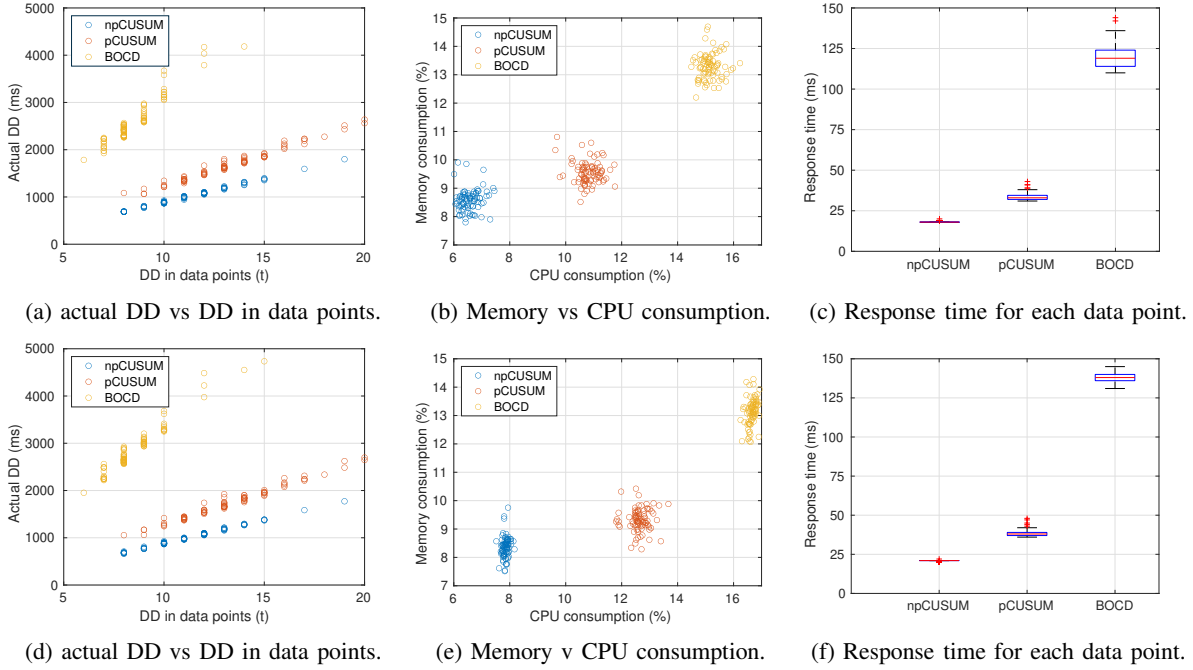 5000
4000
3000
2000
1000
0
Actual DD (ms)
npCUSUM
pCUSUM
BOCD
5 10 15 20
DD in data points (t)
(a) actual DD vs DD in data points.
15
14
13
12
11
10
9
8
7
Memory consumption (%)
npCUSUM
pCUSUM
BOCD
6 8 10 12 14 16
CPU consumption (%)
(b) Memory vs CPU consumption.
150
125
100
75
50
25
0
Response time (ms)
npCUSUM pCUSUM BOCD
(c) Response time for each data point.
5000
4000
3000
2000
1000
0
Actual DD (ms)
npCUSUM
pCUSUM
BOCD
5 10 15 20
DD in data points (t)
(d) actual DD vs DD in data points.
15
14
13
12
11
10
9
8
7
6
Memory consumption (%)
npCUSUM
pCUSUM
BOCD
6 8 10 12 14 16
CPU consumption (%)
(e) Memory v CPU consumption.
150
125
100
75
50
25
0
Response time (ms)
npCUSUM pCUSUM BOCD
(f) Response time for each data point.